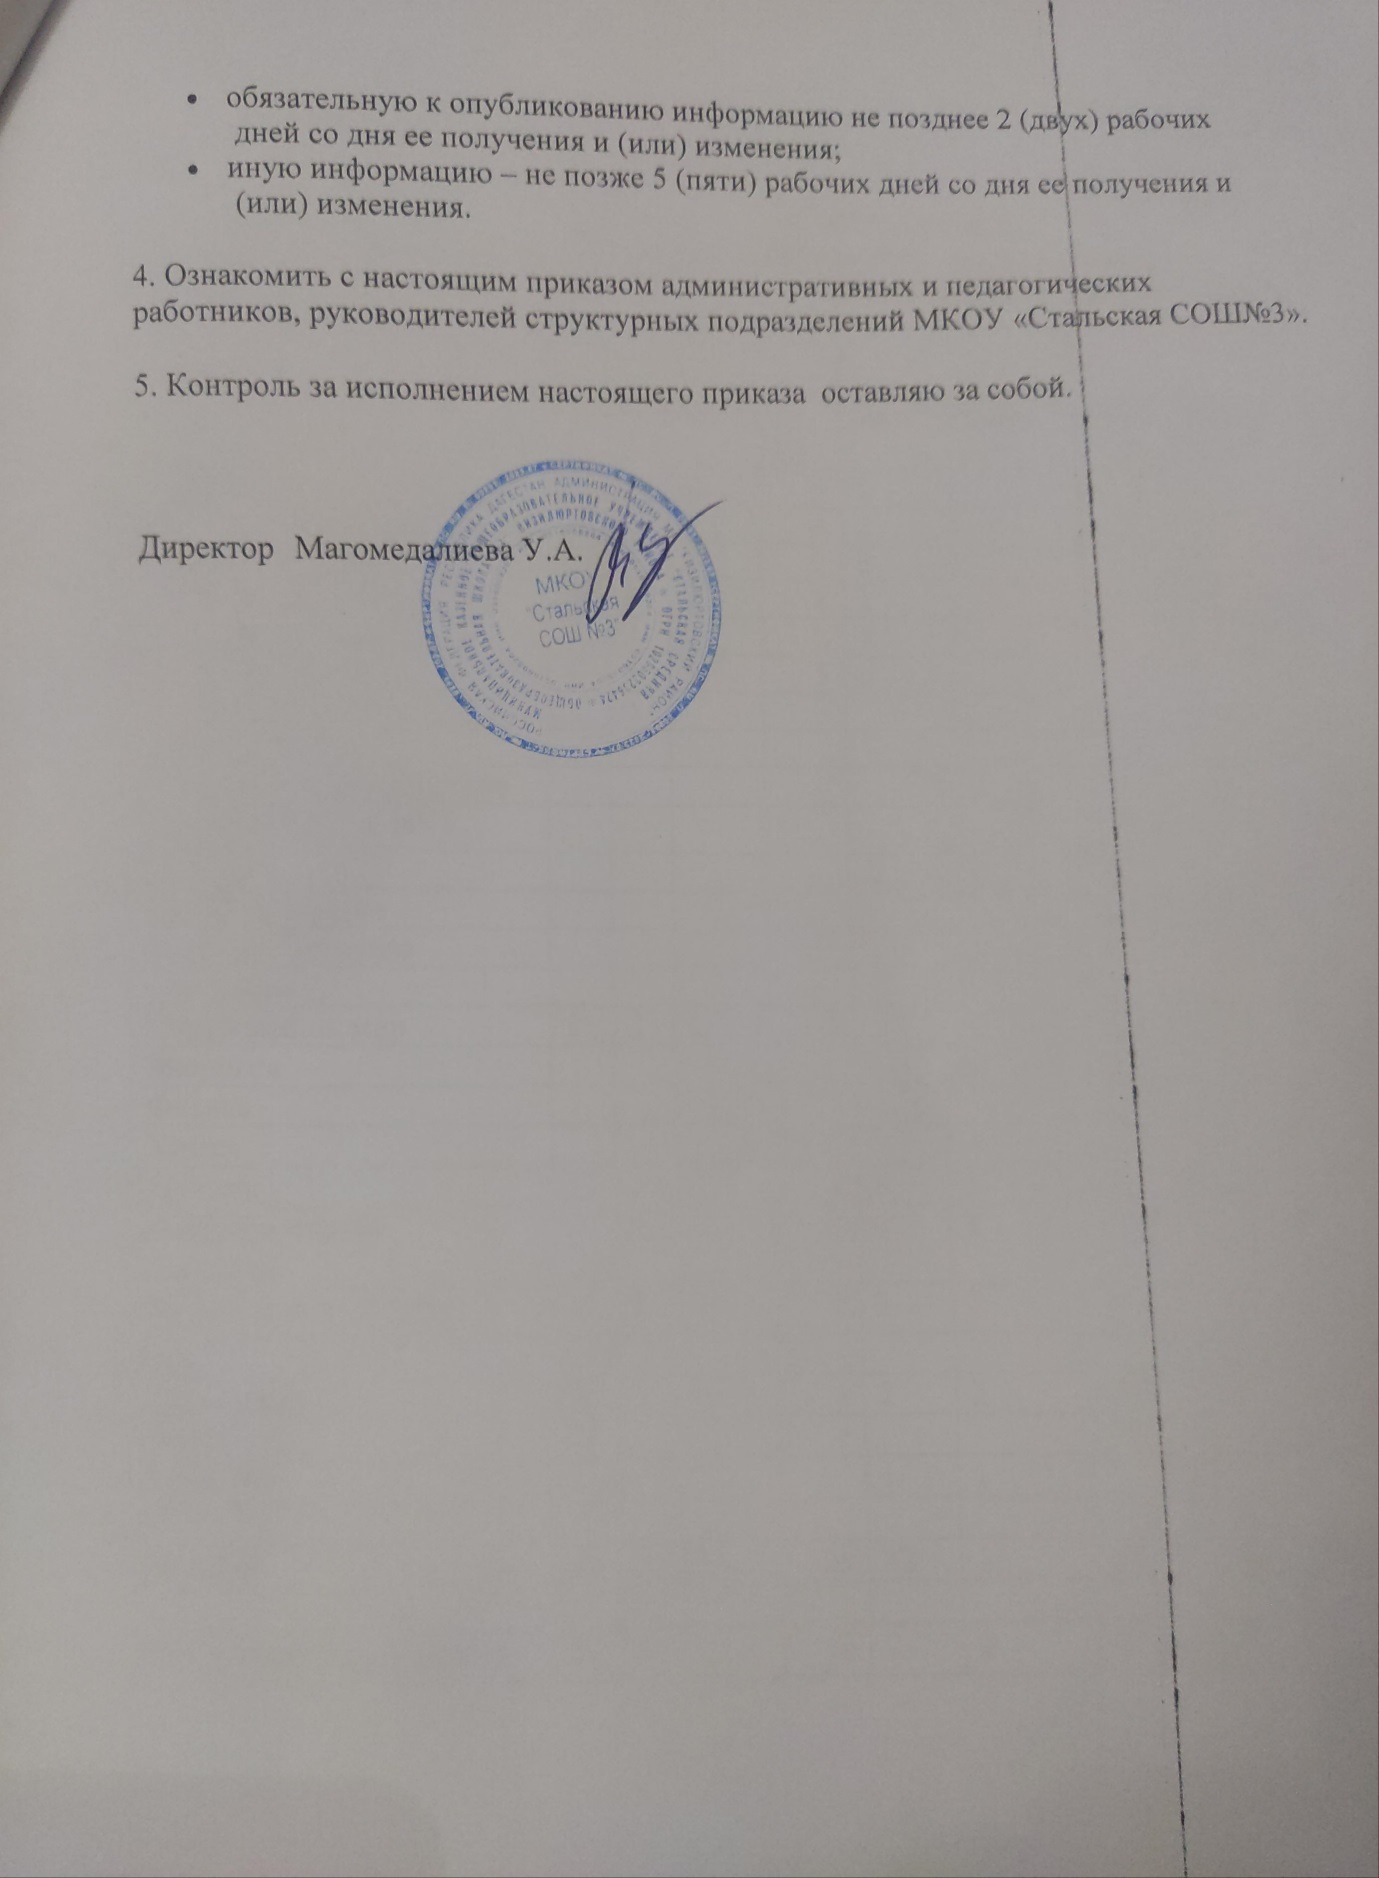 • обязательную к опубликованию информацию не позднее 2 (двух) рабочих
дней со дня ее получения и (или) изменения;
• иную информацию – не позже 5 (пяти) рабочих дней со дня ее получения и
(или) изменения.
4. Ознакомить с настоящим приказом административных и педагогических
работников, руководителей структурных подразделений МКОУ «Стальская СОШ№3».
5. Контроль за исполнением настоящего приказа оставляю за собой.
Директор Магомедалиева У.А.
МКОУ
"Стальская
СОШ №3"